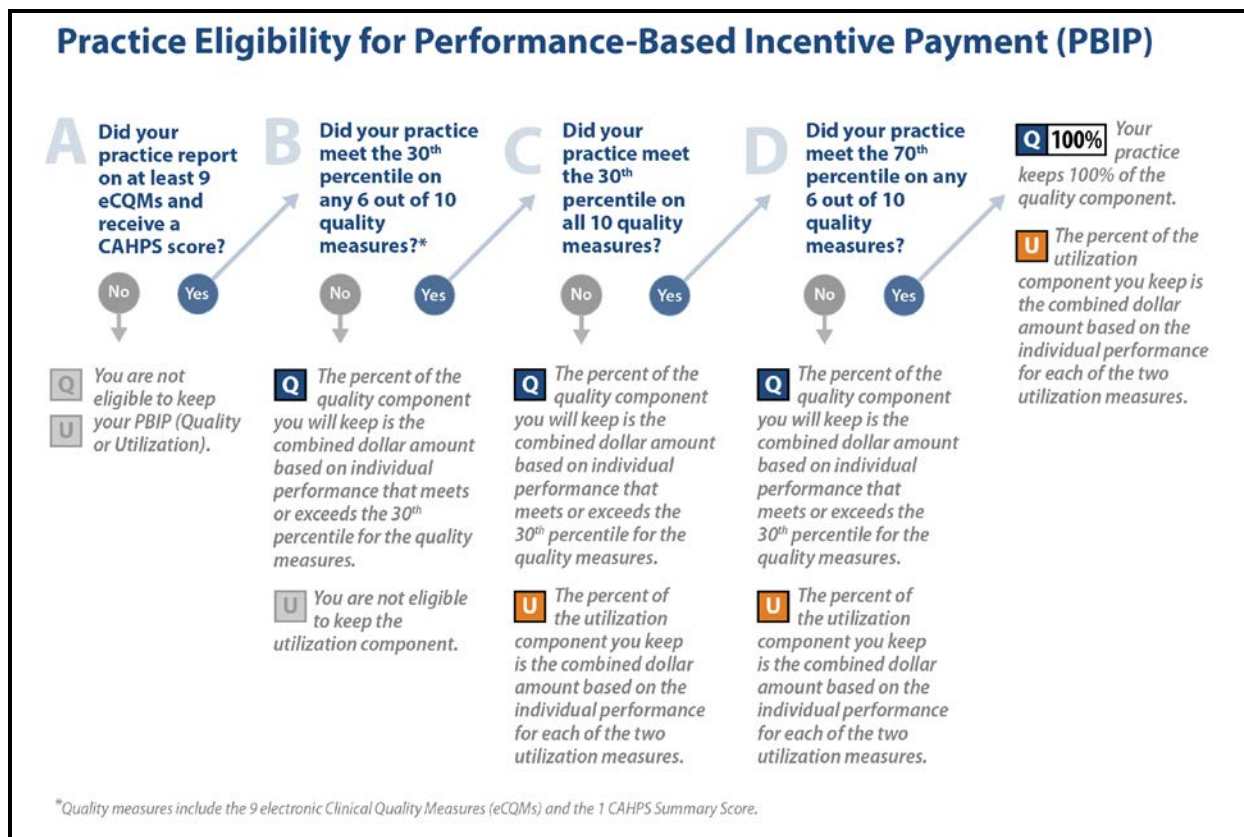 Practice Eligibility for Performance-Based Incentive Payment (PBIP)
A
Did your
practice report
on at least 9
eCQMs and
receive a
CAHPS score?
No
Yes
Q
U
You are not
eligible to keep
your PBIP (Quality
or Utilization).
B
Did your practice
meet the 30th
percentile on
any 6 out of 10
quality
measures?*
No
Yes
Q The percent of the
quality component
you will keep is the
combined dollar amount
based on individual
performance that meets
or exceeds the 30th
percentile for the quality
measures.
U You are not eligible
to keep the
utilization component.
C
Did your
practice meet
the 30th
percentile on
all 10 quality
measures?
No
Yes
Q The percent of the
quality component
you will keep is the
combined dollar amount
based on individual
performance that
meets or exceeds the
30th percentile for the
quality measures.
U The percent of
the utilization
component you keep
is the combined dollar
amount based on the
individual performance
for each of the two
utilization measures.
D
Did your practice
meet the 70th
percentile on any
6 out of 10
quality
measures?
No
Yes
Q The percent of the
quality component
you will keep is the
combined dollar amount
based on individual
performance that
meets or exceeds the
30th percentile for the
quality measures.
U The percent of
the utilization
component you keep
is the combined dollar
amount based on the
individual performance
for each of the two
utilization measures.
Q 100% Your
practice
keeps 100% of the
quality component.
U The percent of the
utilization
component you keep is
the combined dollar
amount based on the
individual performance
for each of the two
utilization measures.
*Quality measures include the 9 electronic Clinical Quality Measures (eCQMs) and the 1 CAHPS Summary Score.